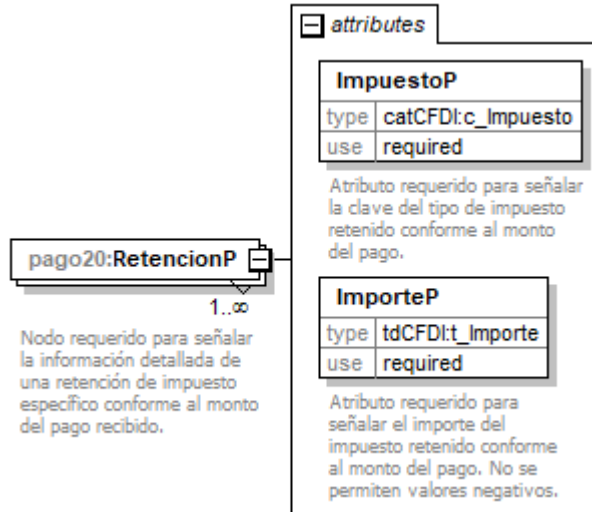 attributes
ImpuestoP
type catCFDI:c_Impuesto
use required
Atributo requerido para señalar
la clave del tipo de impuesto
retenido conforme al monto
del pago.
pago20:RetencionP
1..∞
Nodo requerido para señalar
la información detallada de
una retención de impuesto
específico conforme al monto
del pago recibido.
ImporteP
type tdCFDI:t_Importe
use required
Atributo requerido para
señalar el importe del
impuesto retenido conforme
al monto del pago. No se
permiten valores negativos.